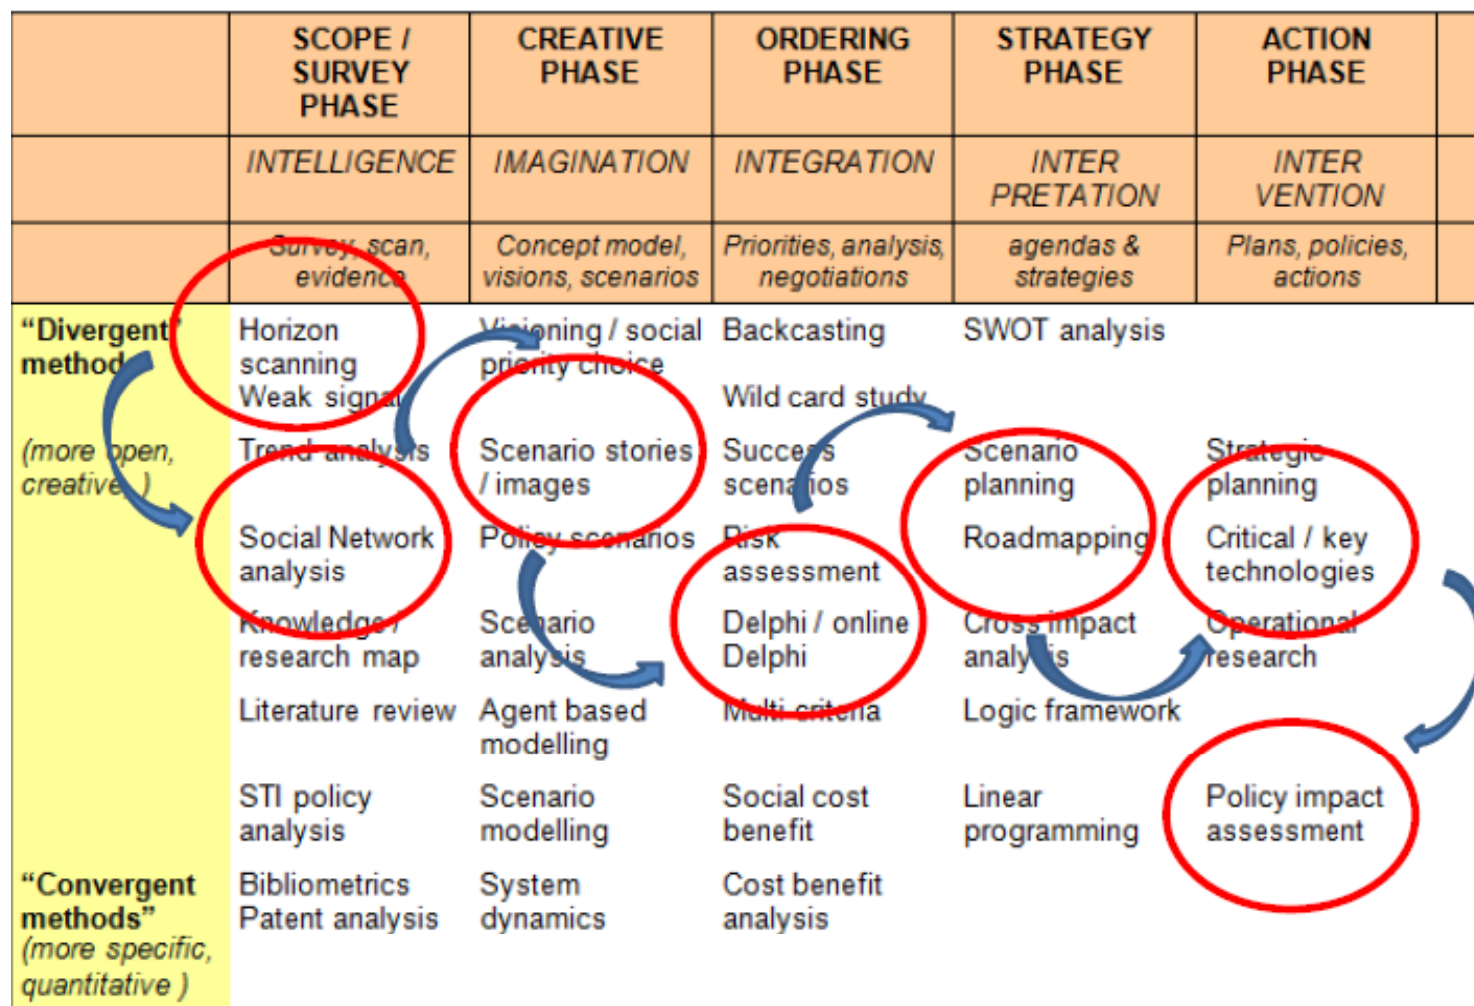 SCOPE /
SURVEY
PHASE
CREATIVE
PHASE
ORDERING
PHASE
STRATEGY
PHASE
ACTION
PHASE
INTELLIGENCE
IMAGINATION
INTEGRATION
INTER
PRETATION
INTER
VENTION
Survey, scan,
evidence
Concept model,
visions, scenarios
Priorities, analysis,
negotiations
agendas &
strategies
Plans, policies,
actions
"Divergent"
method
(more open,
creative, )
Horizon
scanning
Weak signal
Trend analysis
Social Network
analysis
Knowledge /
research map
Literature review
STI policy
analysis
Visioning / social
priority choice
Scenario stories
/ images
Policy scenarios
Scenario
analysis
Agent based
modelling
Scenario
modelling
Backcasting
Wild card study
Success
scenarios
Risk
assessment
Delphi / online
Delphi
Multi criteria
Social cost
benefit
SWOT analysis
Scenario
planning
Roadmapping
Cross impact
analysis
Logic framework
Linear
programming
Strategic
planning
Critical / key
technologies
Operational
research
Policy impact
assessment
"Convergent
methods"
(more specific,
quantitative )
Bibliometrics
Patent analysis
System
dynamics
Cost benefit
analysis